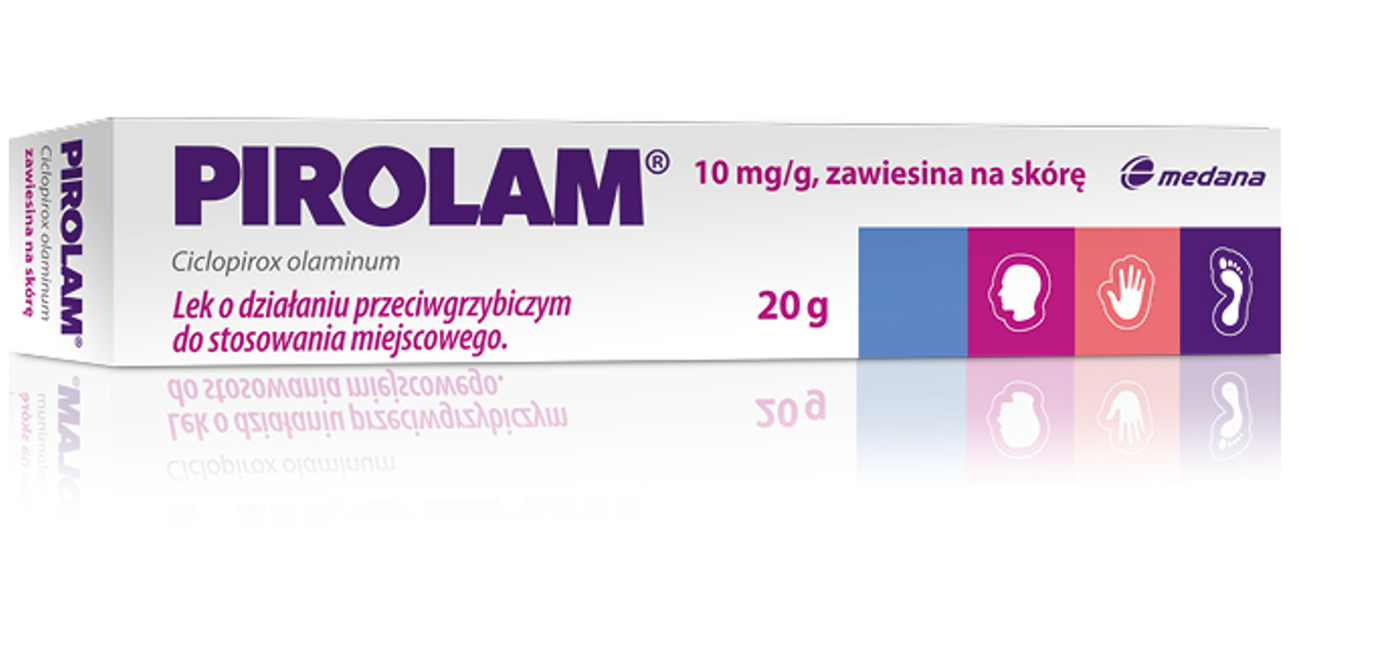 PIROLAM®
Ciclopirox olaminum
zawiesina na skórę
PIROLAM® 10 mg/g, zawiesina na skórę medana
Ciclopirox olaminum
Lek o działaniu przeciwgrzybiczym
do stosowania miejscowego.
20 g